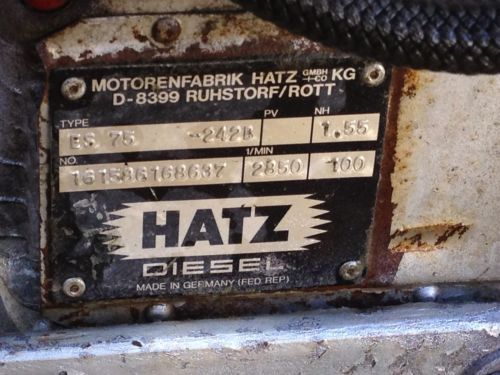 MOTORENFABRIK HATZ GMBH +CO KG
D-8399 RUHSTORF/ROTT
TYPE PV NH
ES 75 -242B 1,55
NO. 1/MIN
161586168637 2850 100
HATZ
DIESEL
MADE IN GERMANY (FED REP)